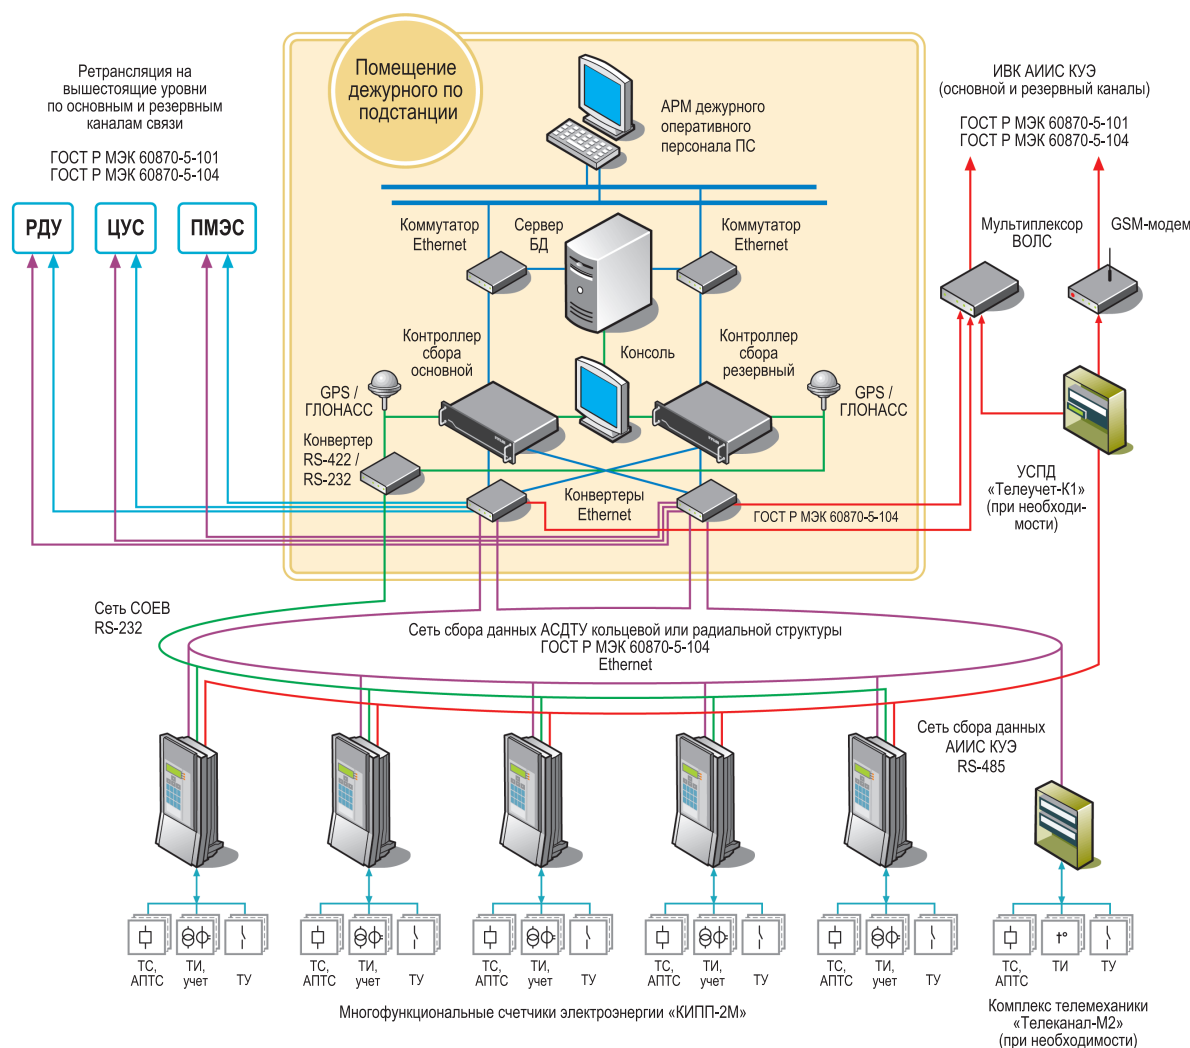 Ретрансляция на
вышестоящие уровни
по основным и резервным
каналам связи
ГОСТ Р МЭК 60870-5-101
ГОСТ Р МЭК 60870-5-104
РДУ
ЦУС
ПМЭС
Помещение
дежурного по
подстанции
АРМ дежурного
оперативного
персонала ПС
Коммутатор
Ethernet
Сервер
БД
Коммутатор
Ethernet
Контроллер
сбора
основной
Консоль
Контроллер
сбора
резервный
GPS /
ГЛОНАСС
GPS /
ГЛОНАСС
Конвертер
RS-422 /
RS-232
Конвертеры
Ethernet
ГОСТ Р МЭК 60870-5-104
ИВК АИИС КУЭ
(основной и резервный каналы)
ГОСТ Р МЭК 60870-5-101
ГОСТ Р МЭК 60870-5-104
Мультиплексор
ВОЛС
GSM-модем
УСПД
«Телеучет-К1»
(при необходи-
мости)
Сеть СОЕВ
RS-232
Сеть сбора данных АСДТУ кольцевой или радиальной структуры
ГОСТ Р МЭК 60870-5-104
Ethernet
Сеть сбора данных
АИИС КУЭ
RS-485
ТС,
АПТС
ТИ,
учет
ТУ
ТС,
АПТС
ТИ,
учет
ТУ
ТС,
АПТС
ТИ,
учет
ТУ
ТС,
АПТС
ТИ,
учет
ТУ
ТС,
АПТС
ТИ,
учет
ТУ
ТС,
АПТС
ТИ
ТУ
Многофункциональные счетчики электроэнергии «КИПП-2М»
Комплекс телемеханики
«Телеканал-М2»
(при необходимости)